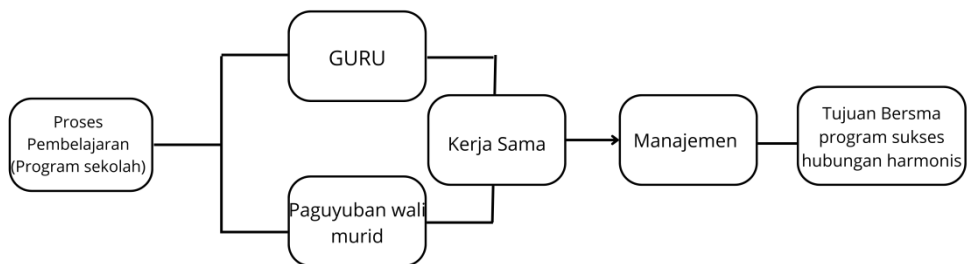 Proses
Pembelajaran
(Program sekolah)
GURU
Paguyuban wali
murid
Kerja Sama
Manajemen
Tujuan Bersma
program sukses
hubungan harmonis